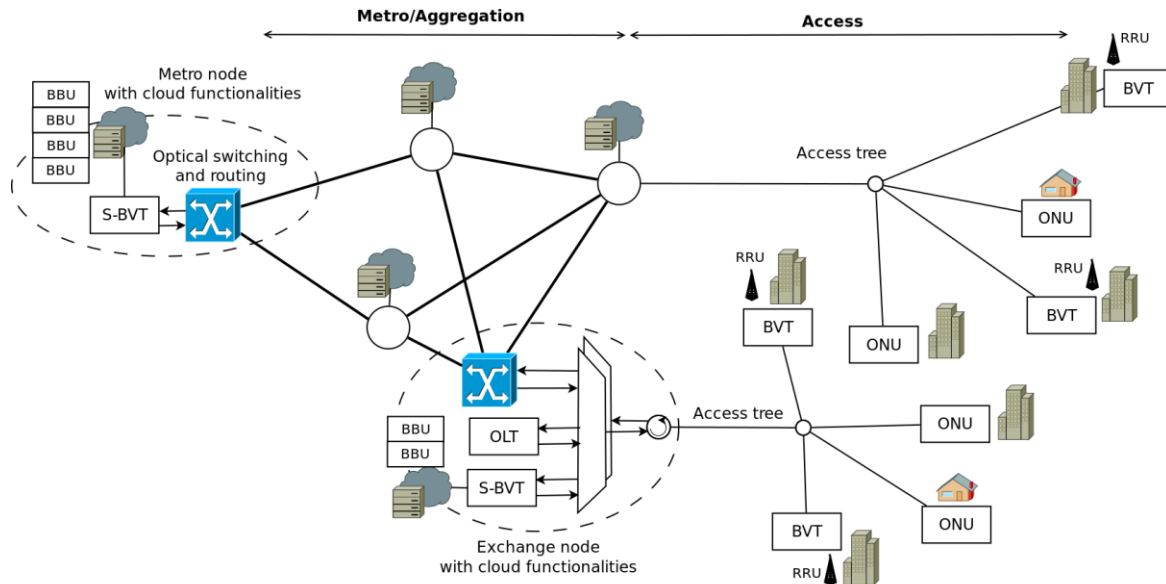 Metro/Aggregation
Access
RRU
BVT
Metro node
with cloud functionalities
BBU
BBU
BBU
BBU
Optical switching
and routing
S-BVT
Access tree
ONU
RRU
BVT
RRU
BVT
ONU
Access tree
ONU
BBU
BBU
OLT
S-BVT
ONU
BVT
RRU
Exchange node
with cloud functionalities